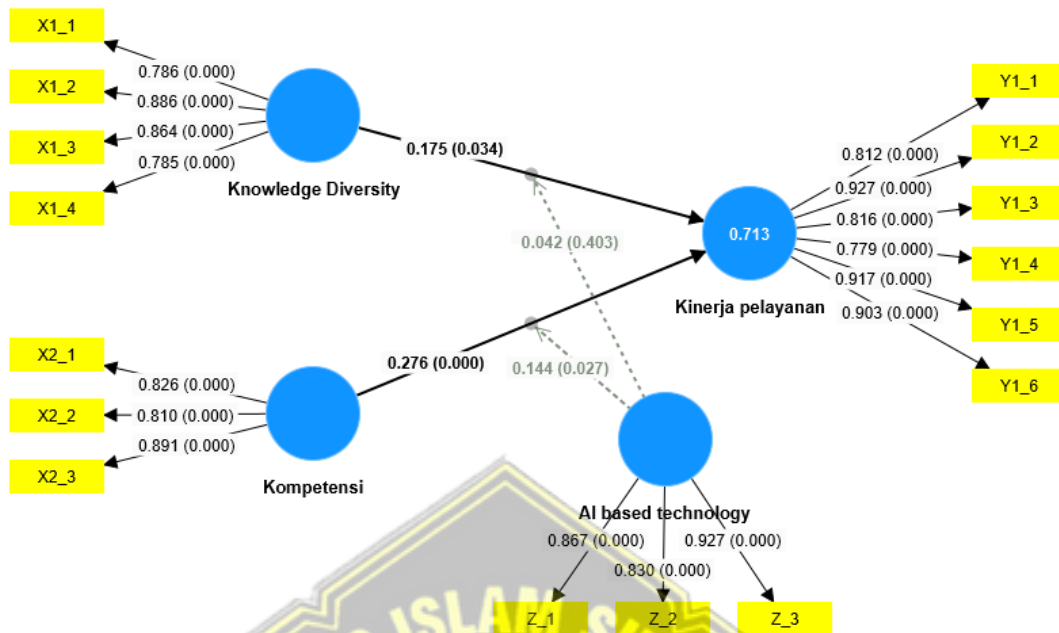 X1_1
X1_2
X1_3
X1_4
0.786 (0.000)
0.886 (0.000)
0.864 (0.000)
0.785 (0.000)
Knowledge Diversity
0.175 (0.034)
0.042 (0.403)
X2_1
X2_2
X2_3
0.826 (0.000)
0.810 (0.000)
0.891 (0.000)
Kompetensi
0.276 (0.000)
0.144 (0.027)
0.713
Kinerja pelayanan
0.812 (0.000)
0.927 (0.000)
0.816 (0.000)
0.779 (0.000)
0.917 (0.000)
0.903 (0.000)
Y1_1
Y1_2
Y1_3
Y1_4
Y1_5
Y1_6
AI based technology
0.867 (0.000)
0.830 (0.000)
0.927 (0.000)
Z_1
Z_2
Z_3
ISLAM